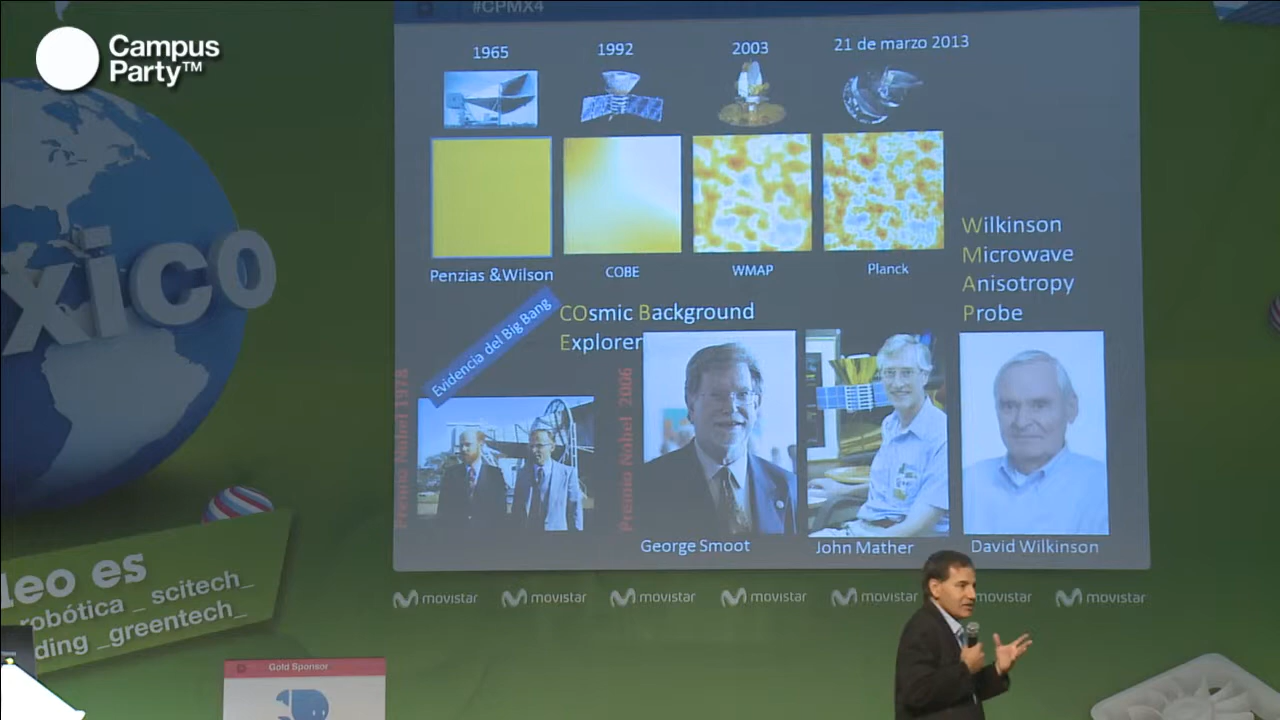 Campus
Party™
#CPMX4
1965
1992
2003
21 de marzo 2013
Penzias & Wilson
COBE
WMAP
Planck
Wilkinson
Microwave
Anisotropy
Probe
Evidencia del Big Bang
COsmic Background
Explorer
Premio Nobel 1978
Premio Nobel 2006
George Smoot
John Mather
David Wilkinson
xico
leo es
robótica _ scitech_
ding _greentech_
movistar
movistar
movistar
movistar
movistar
movistar
movistar
Gold Sponsor